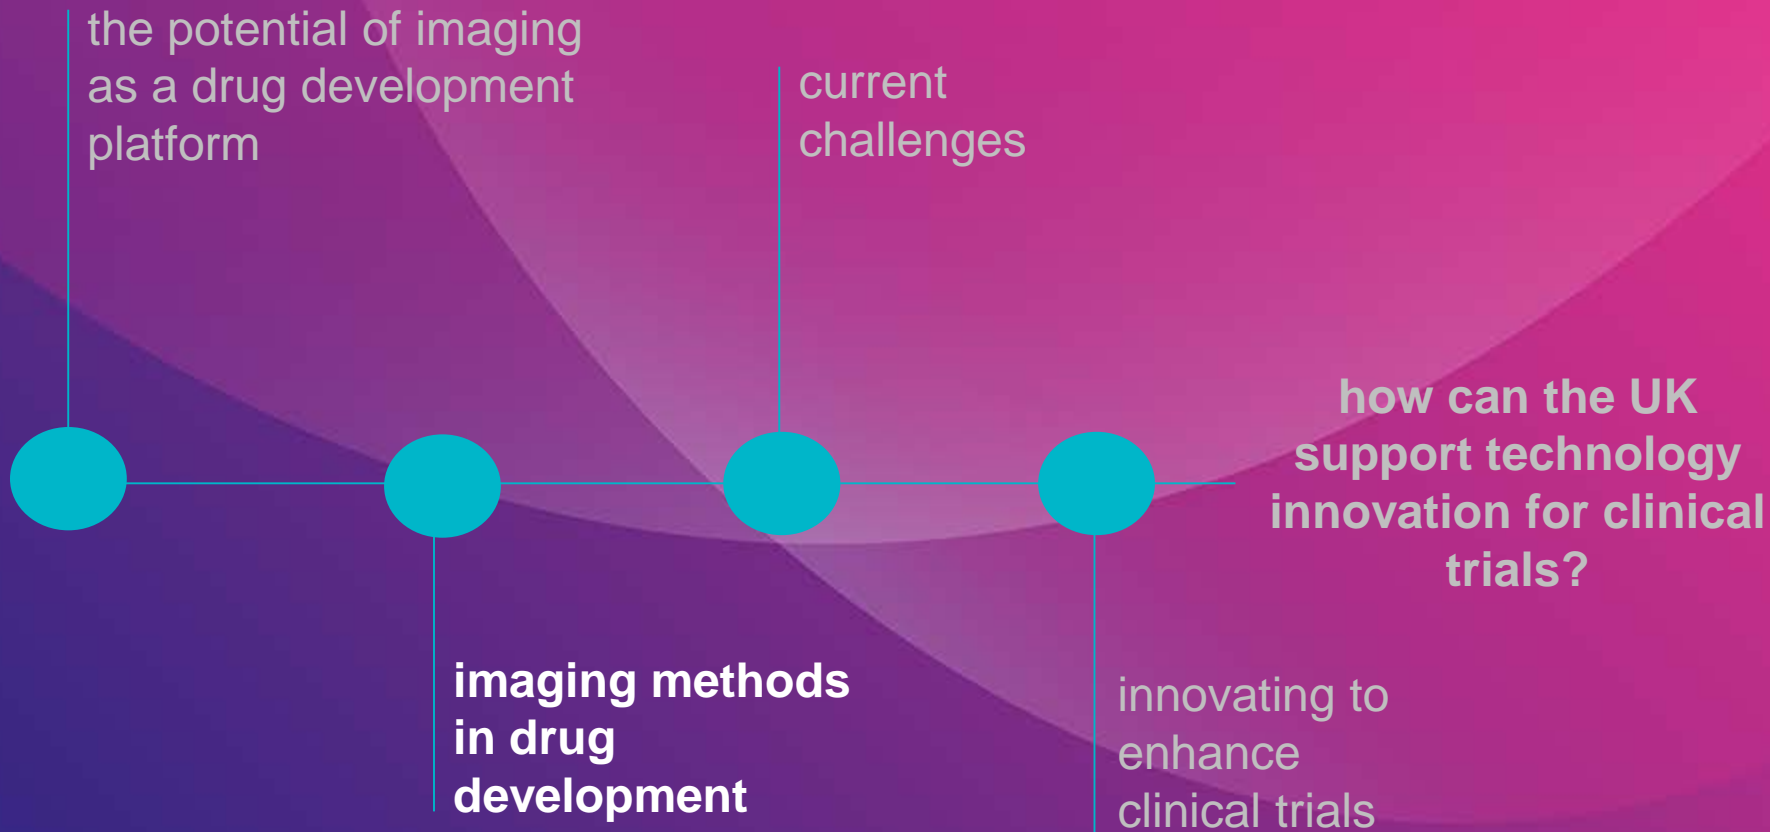 the potential of imaging
as a drug development
platform
imaging methods
in drug
development
current
challenges
innovating to
enhance
clinical trials
how can the UK
support technology
innovation for clinical
trials?